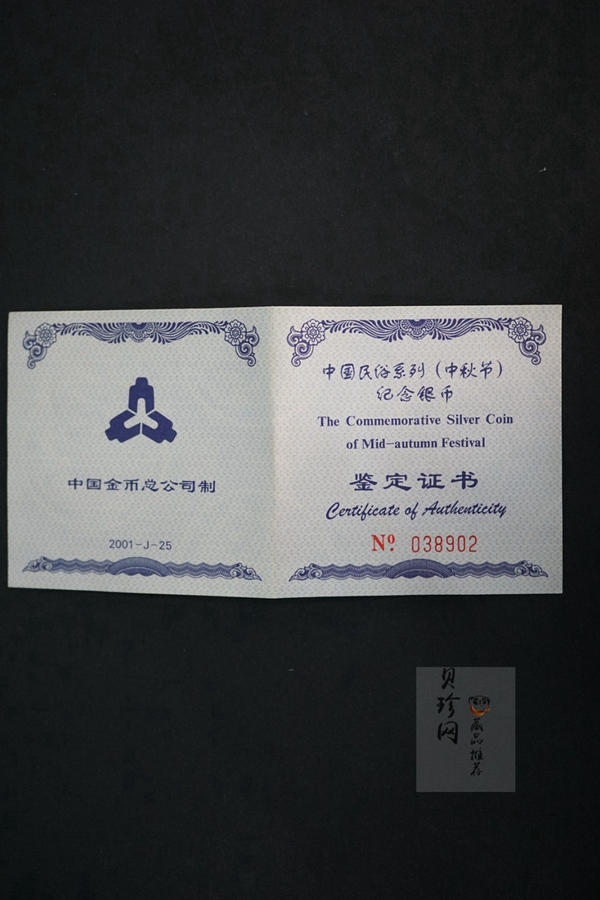 中国金币总公司制
2001-J-25
中国民俗系列（中秋节）
纪念银币
The Commemorative Silver Coin
of Mid-autumn Festival
鉴定证书
Certificate of Authenticity
Nº 038902
贝珍网
藏品推荐